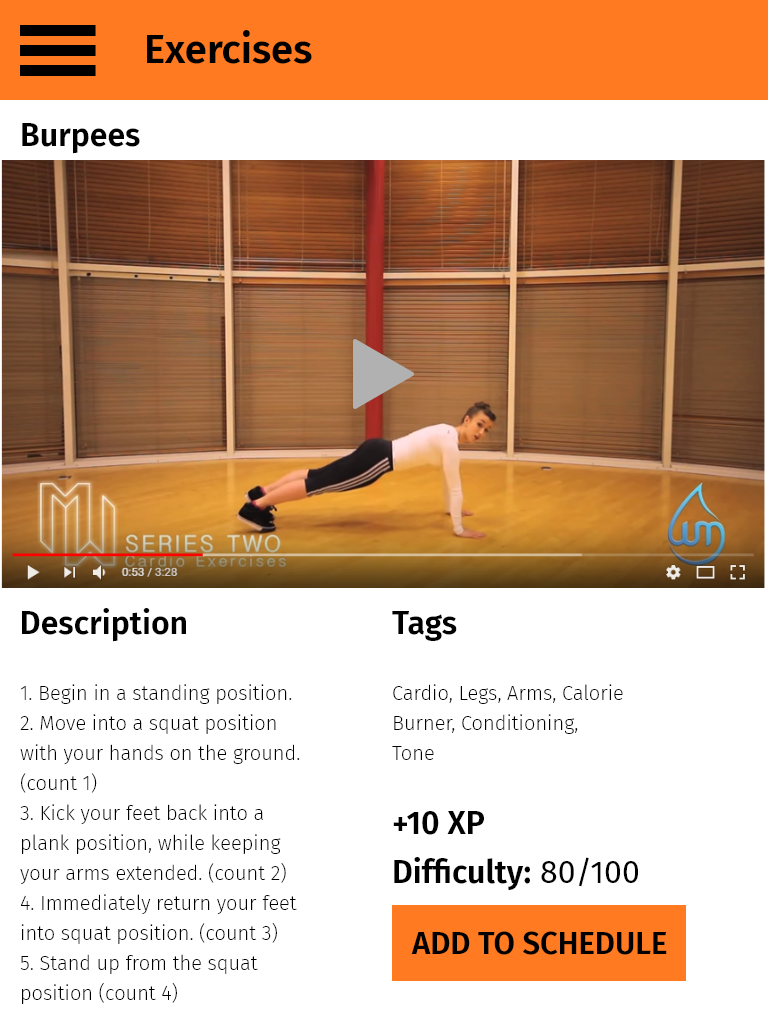 Exercises
Burpees
SERIES TWO
Cardio Exercises
0:53 / 3:28
Description
1. Begin in a standing position.
2. Move into a squat position
with your hands on the ground.
(count 1)
3. Kick your feet back into a
plank position, while keeping
your arms extended. (count 2)
4. Immediately return your feet
into squat position. (count 3)
5. Stand up from the squat
position (count 4)
Tags
Cardio, Legs, Arms, Calorie
Burner, Conditioning,
Tone
+10 XP
Difficulty: 80/100
ADD TO SCHEDULE